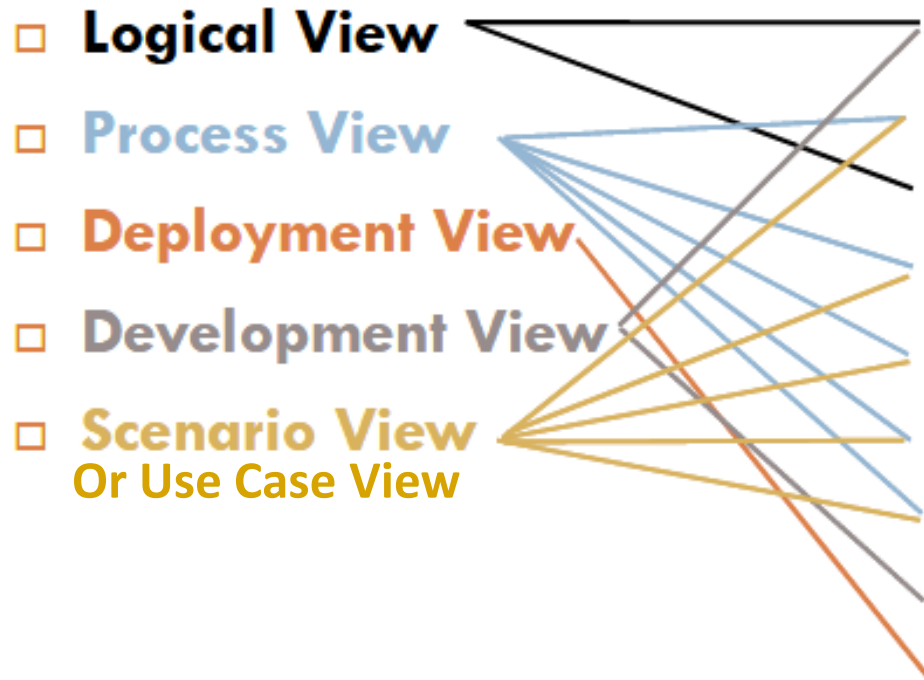 Logical View
Process View
Deployment View
Development View
Scenario View
Or Use Case View